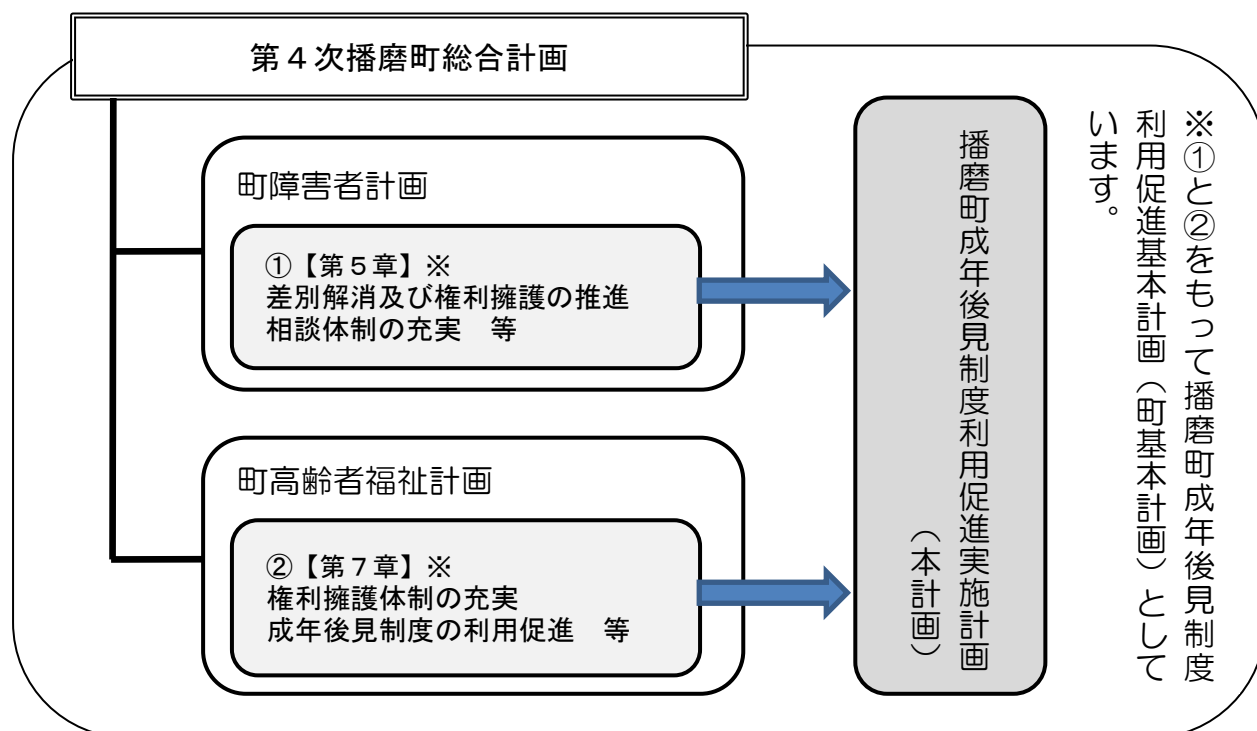 第４次播磨町総合計画
町障害者計画
①【第５章】※
差別解消及び権利擁護の推進
相談体制の充実　等
町高齢者福祉計画
②【第７章】※
権利擁護体制の充実
成年後見制度の利用促進　等
播磨町成年後見制度利用促進実施計画
（本計画）
※①と②をもって播磨町成年後見制度
利用促進基本計画（町基本計画）として
います。